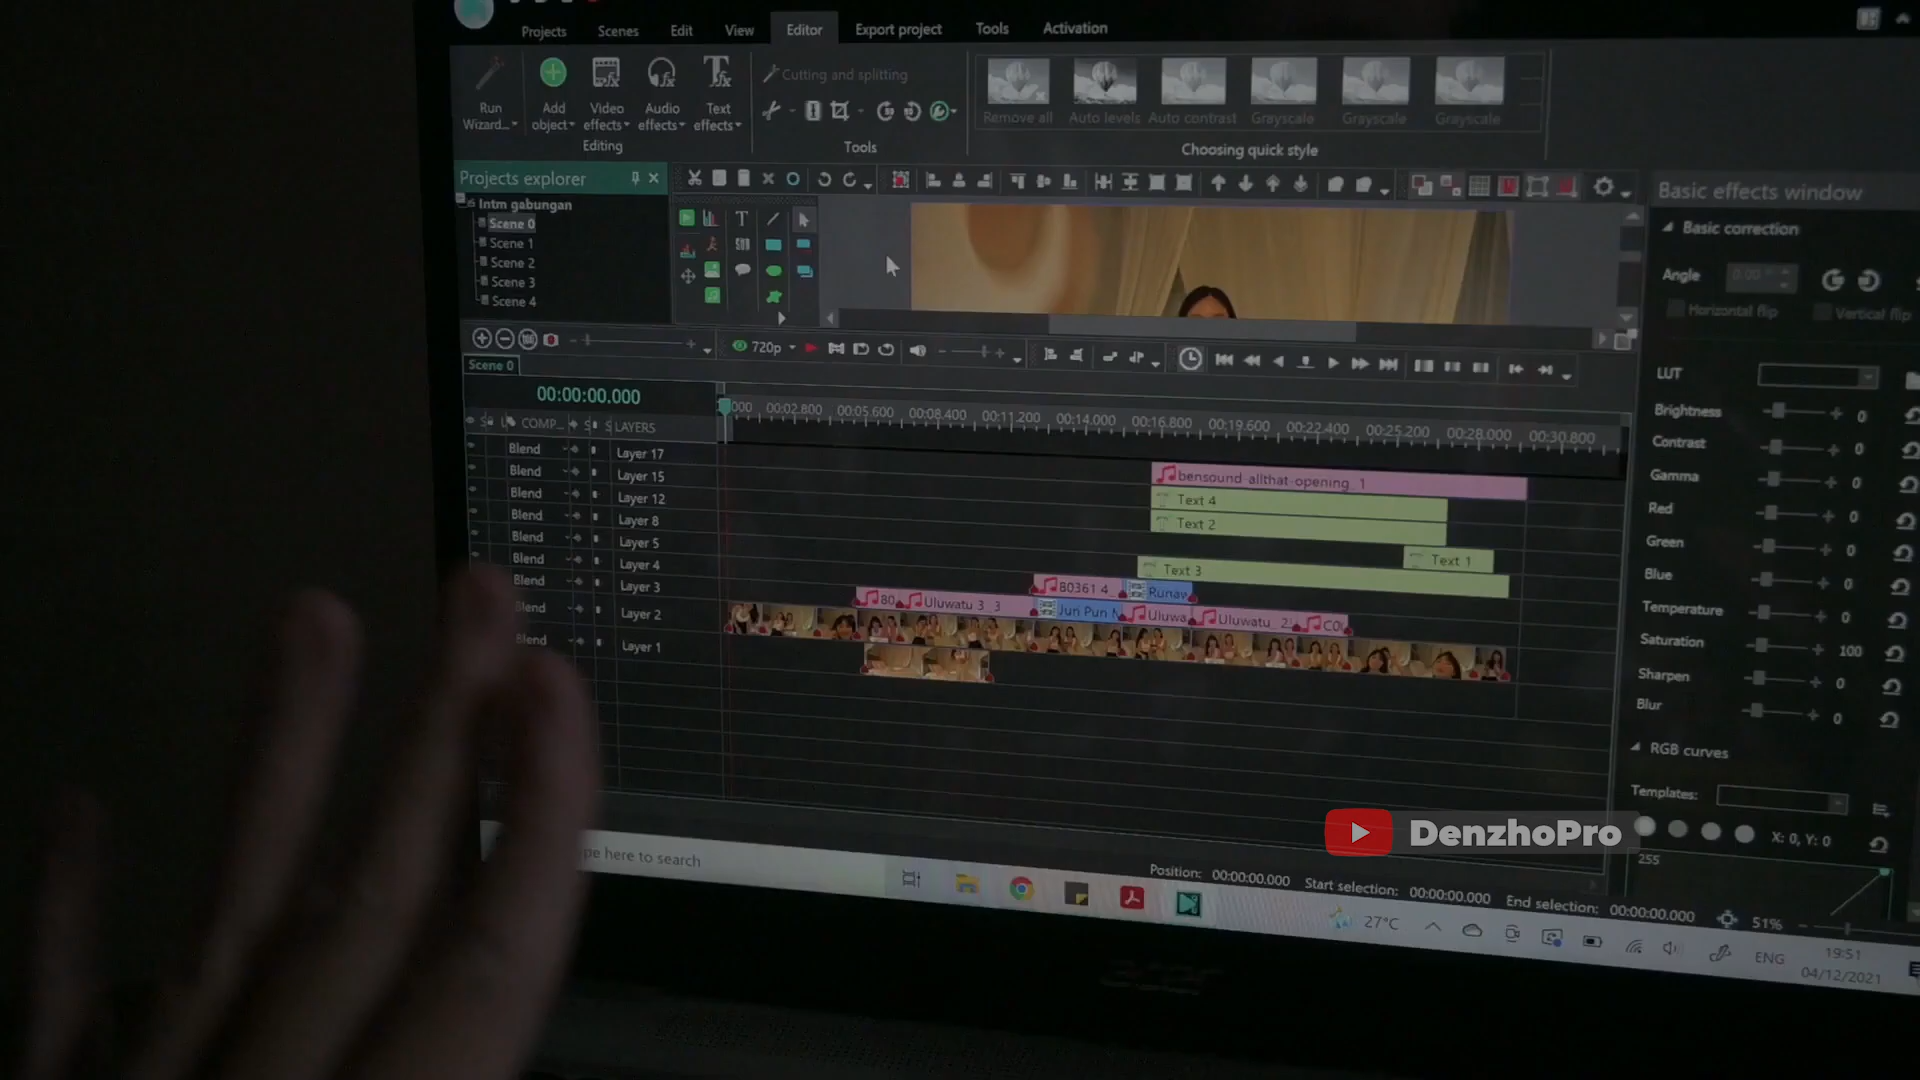 Projects Scenes Edit View Editor Export project Tools Activation
Run Wizard...
Add object
Video effects
Audio effects
Text effects
Editing
Cutting and splitting
Tools
Remove all Auto levels Auto contrast Grayscale Grayscale Grayscale
Choosing quick style
Projects explorer
Intm gabungan
Scene 0
Scene 1
Scene 2
Scene 3
Scene 4
T
SUB
Basic effects window
Basic correction
Angle 0.00 °
Horizontal flip Vertical flip
720p
Scene 0
00:00:00.000
000 00:02.800 00:05.600 00:08.400 00:11.200 00:14.000 00:16.800 00:19.600 00:22.400 00:25.200 00:28.000 00:30.800
COMP... LAYERS
Blend Layer 17
Blend Layer 15
Blend Layer 12
Blend Layer 8
Blend Layer 5
Blend Layer 4
Blend Layer 3
Blend Layer 2
Blend Layer 1
bensound-allthat-opening_1
Text 4
Text 2
Text 1
Text 3
80361 4_ Runaw
80 Uluwatu 3_3 Jun Pun N Uluwa Uluwatu_2
LUT
Brightness 0
Contrast 0
Gamma 0
Red 0
Green 0
Blue 0
Temperature 0
Saturation 100
Sharpen 0
Blur 0
RGB curves
Templates:
X: 0, Y: 0
255
DenzhoPro
Position: 00:00:00.000 Start selection: 00:00:00.000 End selection: 00:00:00.000 51%
pe here to search
27°C ENG 19:51
04/12/2021